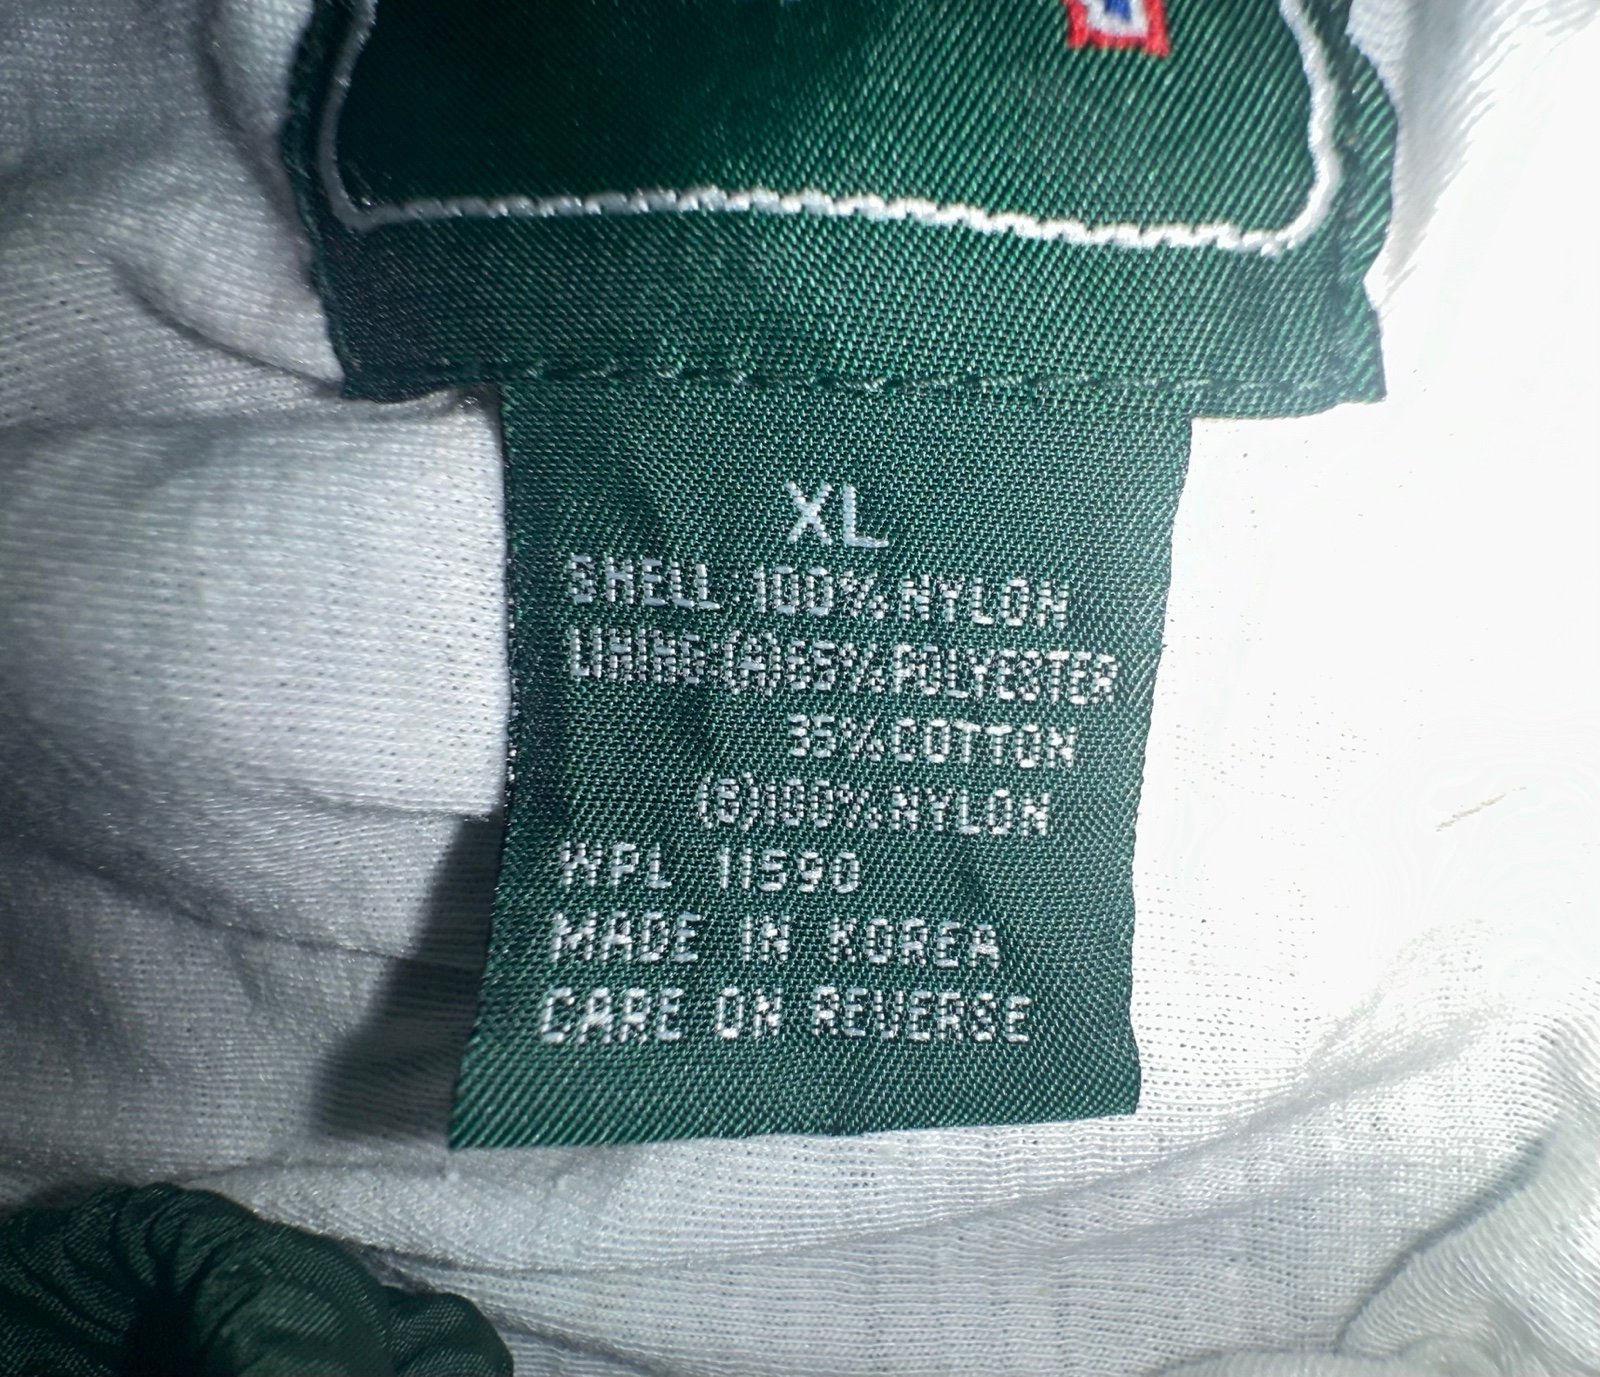 XL
SHELL 100% NYLON
LINING (A) 65% POLYESTER
35% COTTON
(B) 100% NYLON
WPL 11590
MADE IN KOREA
CARE ON REVERSE